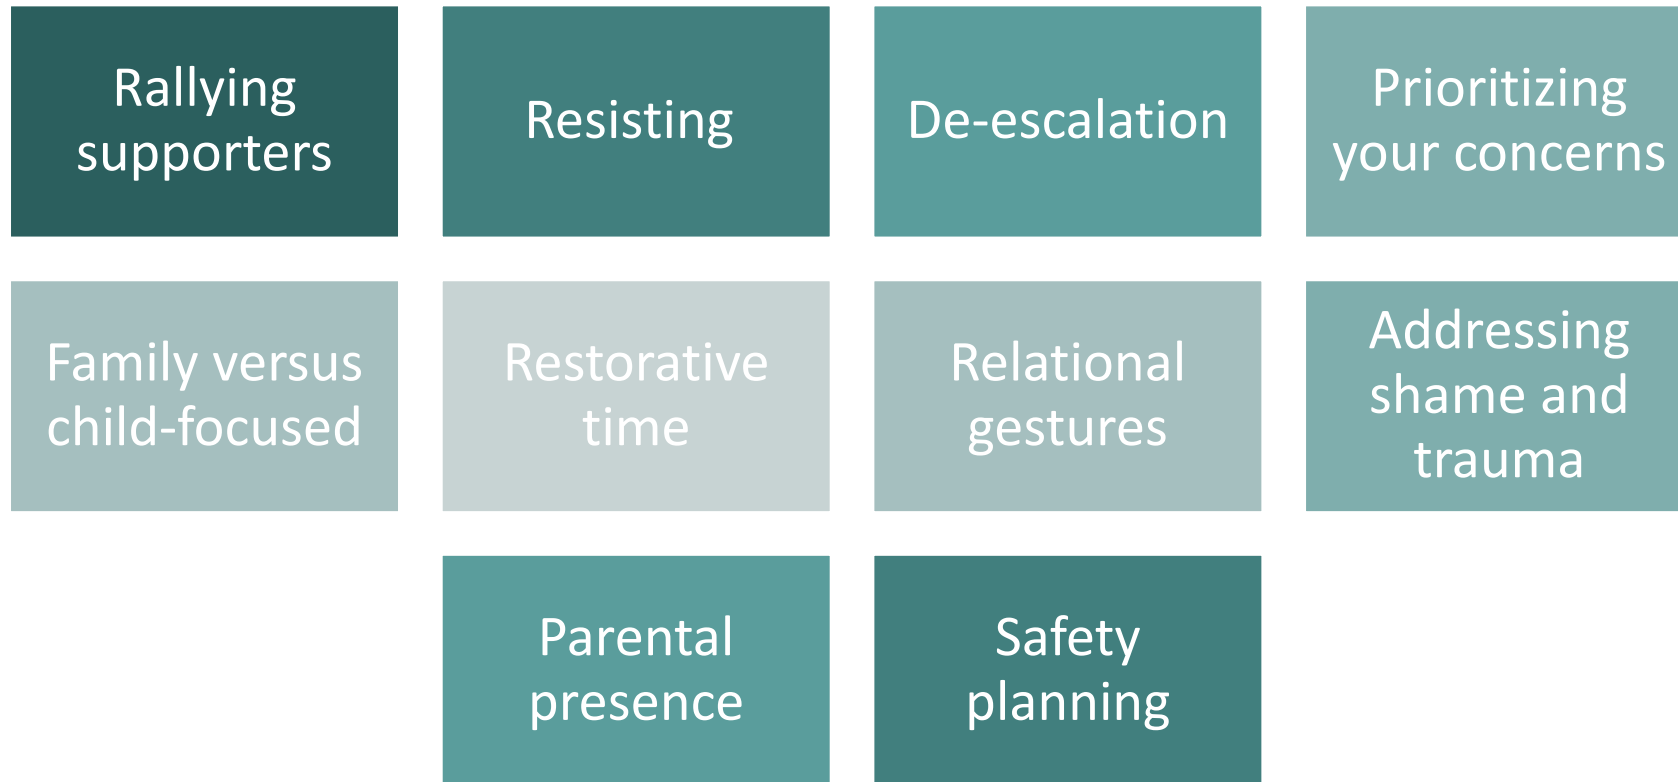 Rallying
supporters
Resisting
De-escalation
Prioritizing
your concerns
Family versus
child-focused
Restorative
time
Relational
gestures
Addressing
shame and
trauma
Parental
presence
Safety
planning